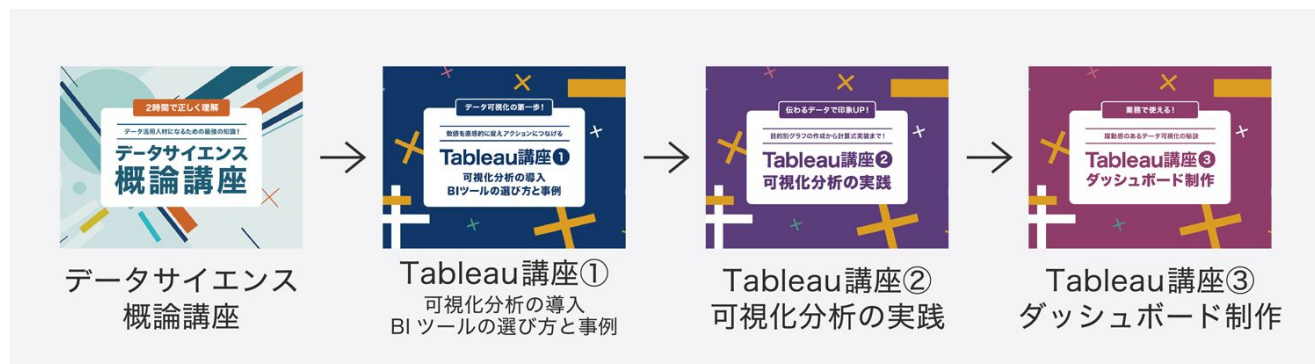 2時間で正しく理解
データ活用人材になるための最強の知識！
データサイエンス
概論講座
データサイエンス
概論講座
データ可視化の第一歩！
数値を直感的に捉えアクションにつなげる
Tableau講座❶
可視化分析の導入
BIツールの選び方と事例
Tableau講座①
可視化分析の導入
BI ツールの選び方と事例
伝わるデータで印象UP！
目的別グラフの作成から計算式実装まで！
Tableau講座❷
可視化分析の実践
Tableau講座②
可視化分析の実践
業務で使える！
躍動感のあるデータ可視化の秘訣
Tableau講座❸
ダッシュボード制作
Tableau講座③
ダッシュボード制作